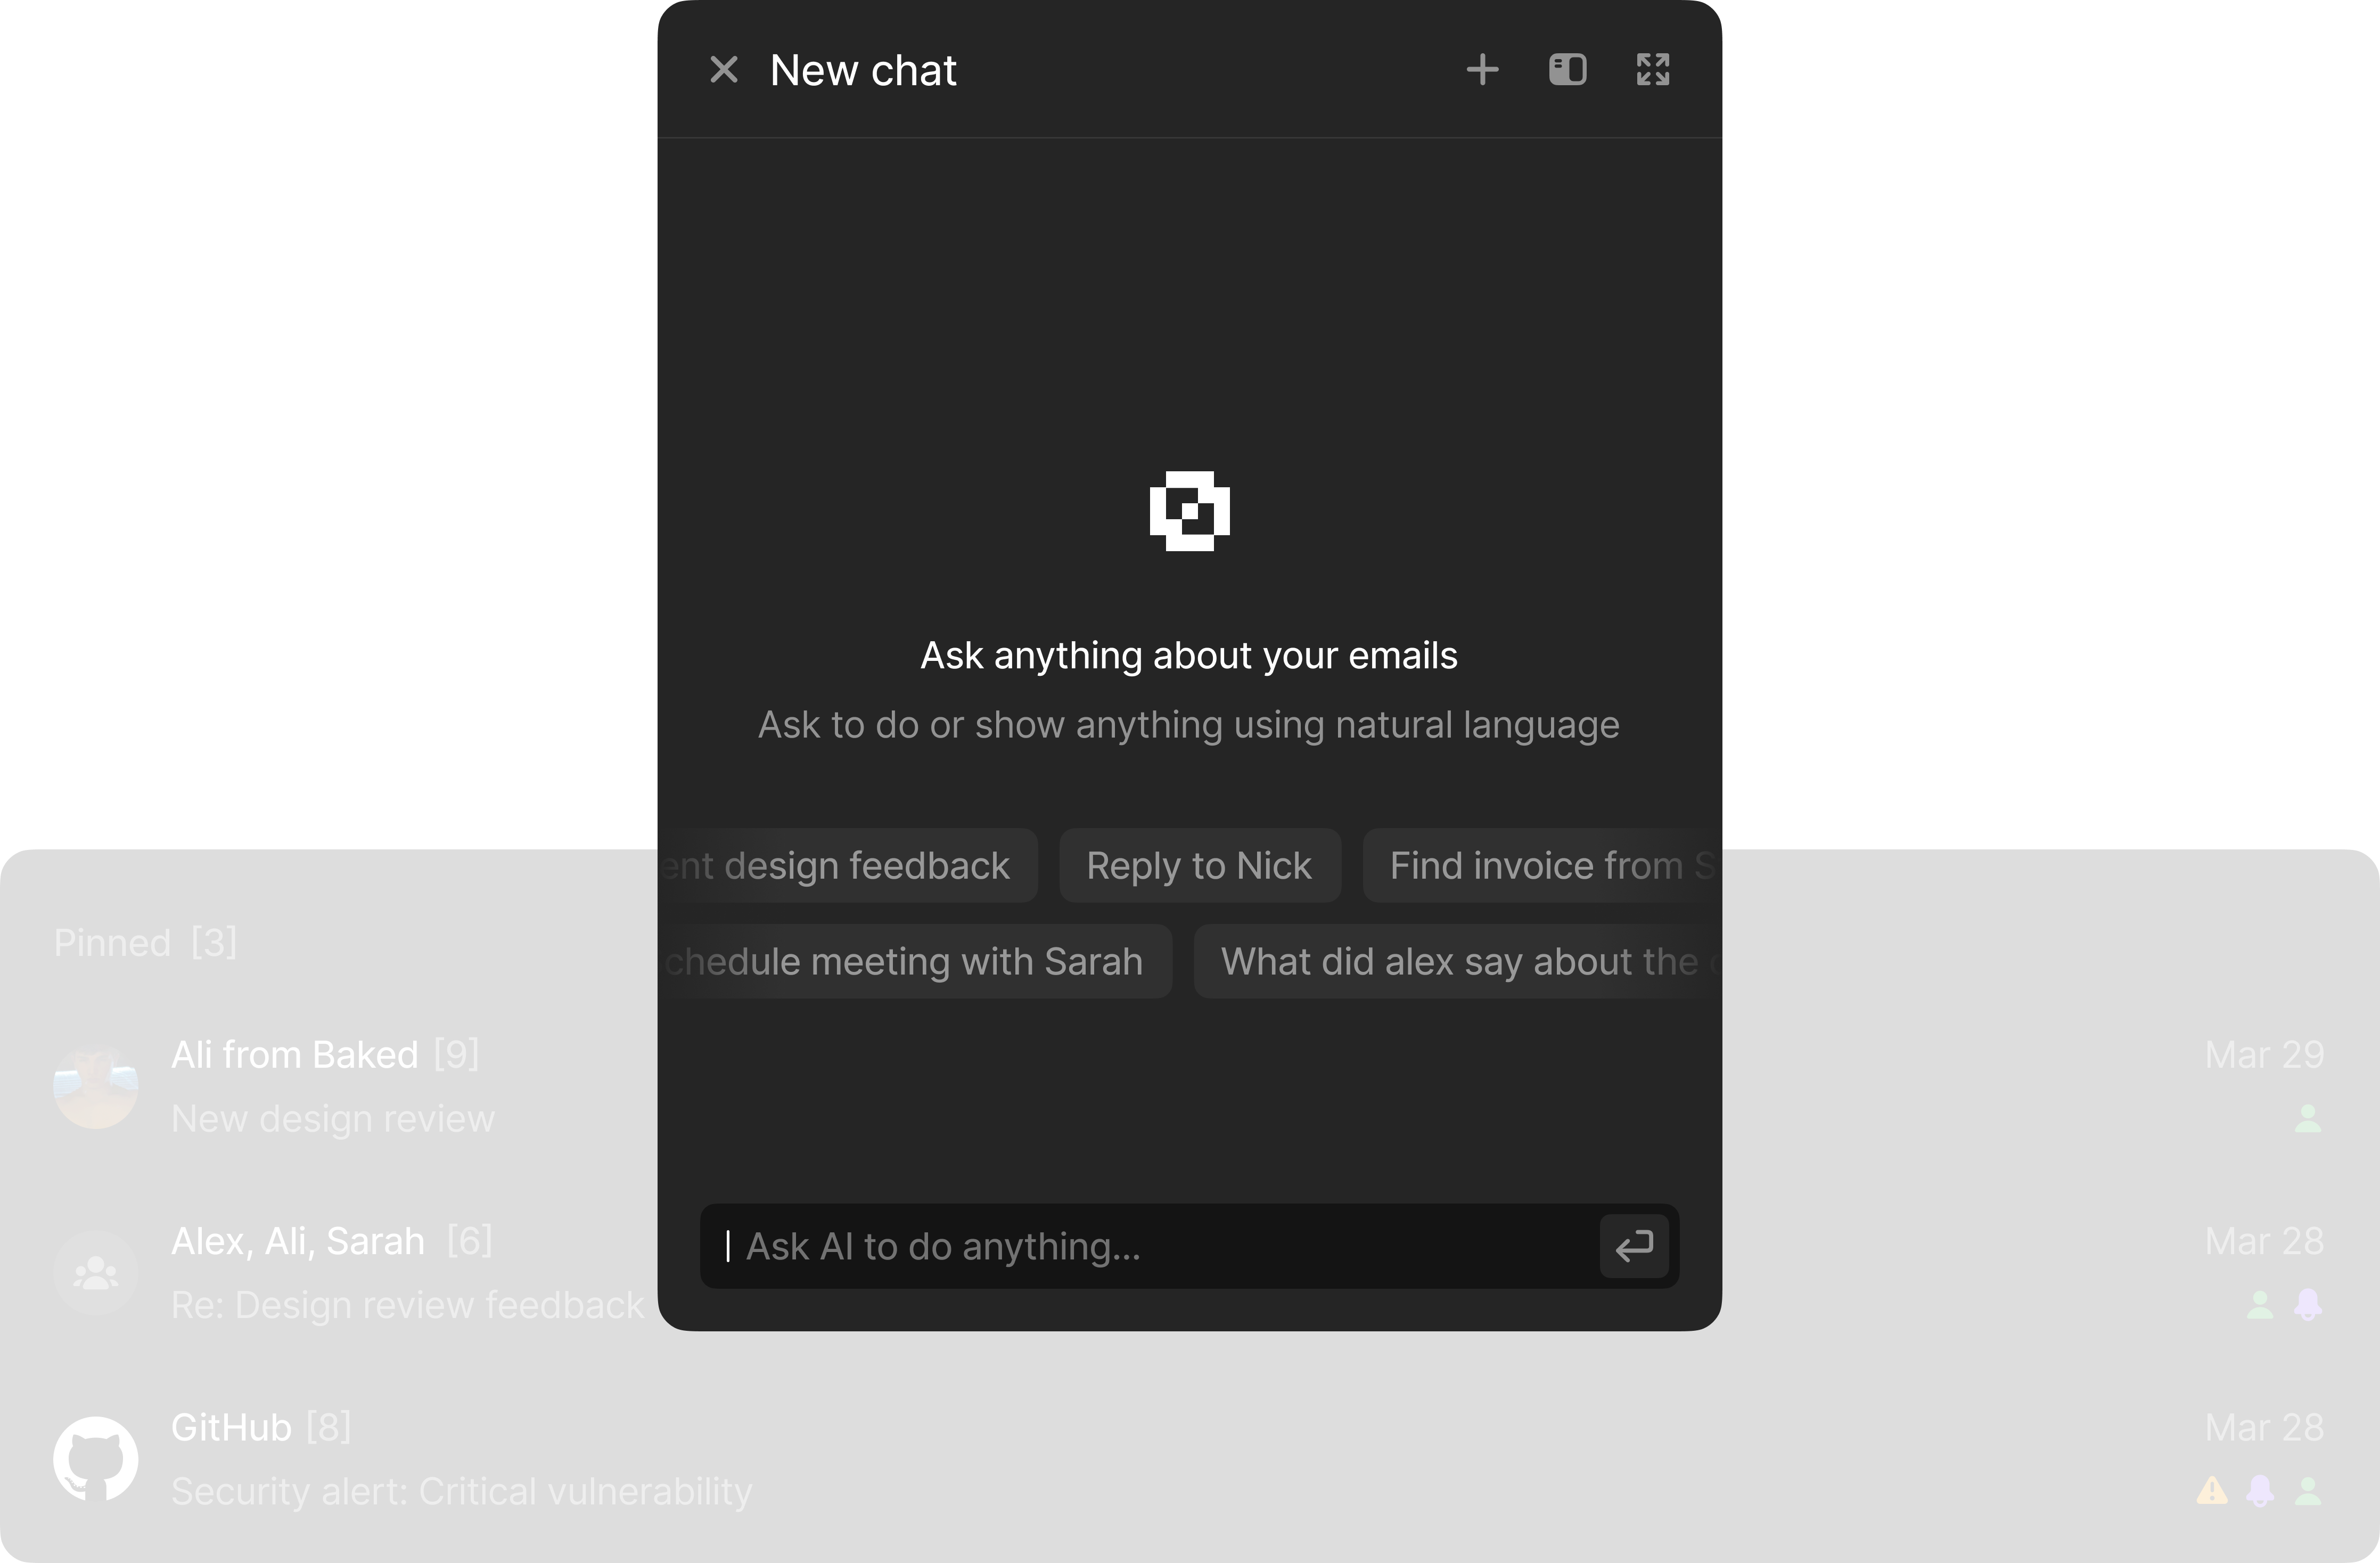 New chat
Ask anything about your emails
Ask to do or show anything using natural language
ent design feedback
Reply to Nick
Find invoice from S
chedule meeting with Sarah
What did alex say about the
Ask AI to do anything...
Pinned [3]
Ali from Baked [9]
Mar 29
New design review
Alex, Ali, Sarah [6]
Mar 28
Re: Design review feedback
GitHub [8]
Mar 28
Security alert: Critical vulnerability